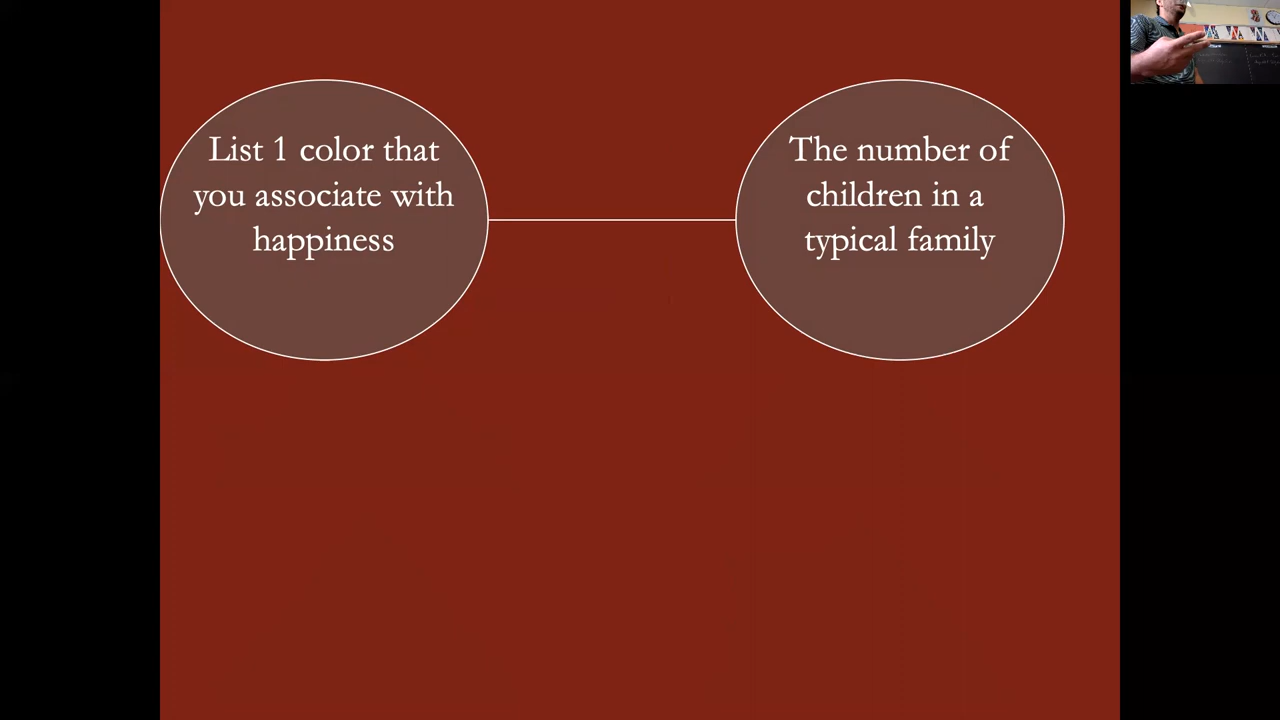 List 1 color that
you associate with
happiness
The number of
children in a
typical family